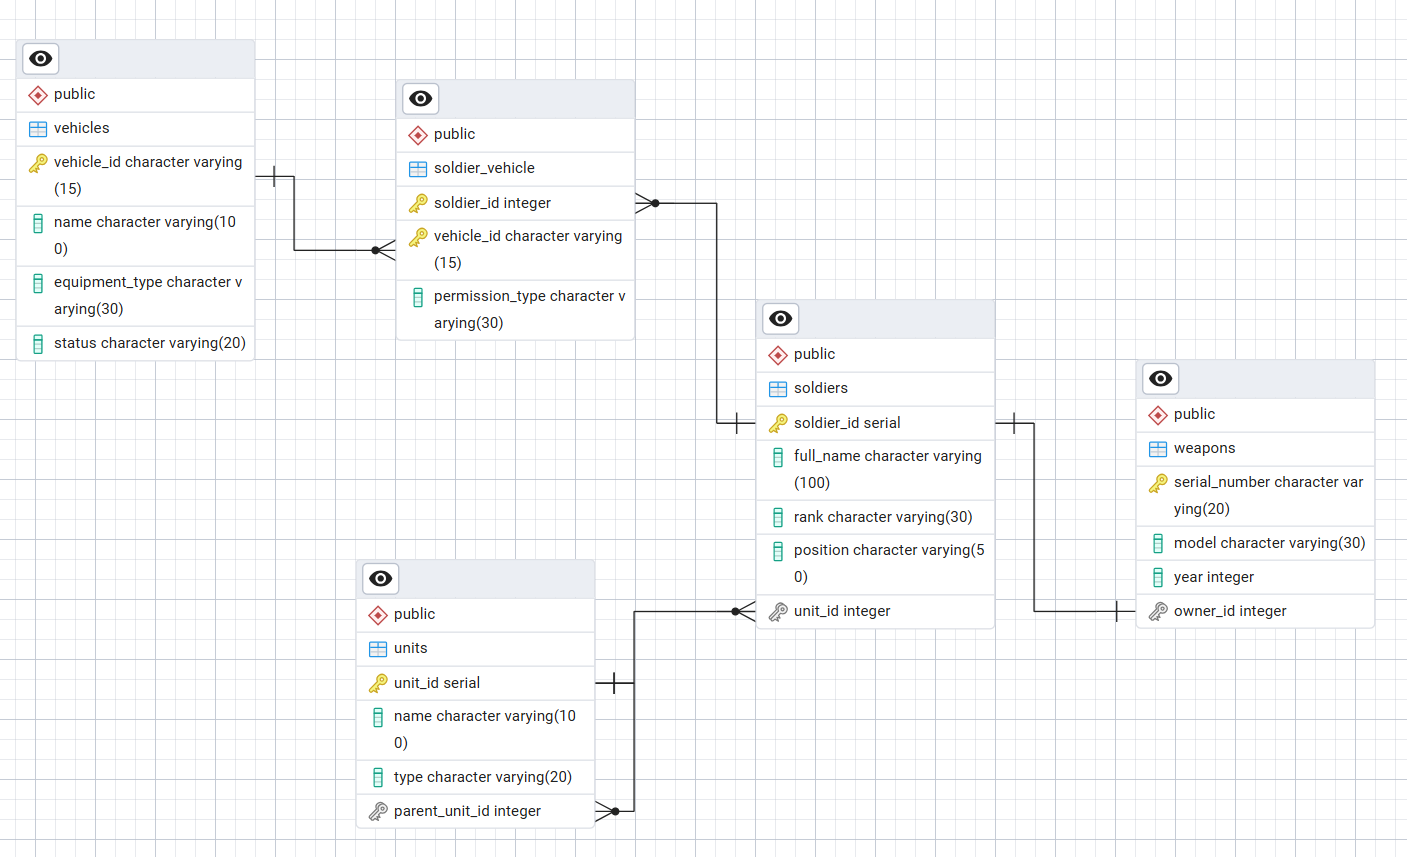 public
vehicles
vehicle_id character varying
(15)
name character varying(10
0)
equipment_type character v
arying(30)
status character varying(20)
public
soldier_vehicle
soldier_id integer
vehicle_id character varying
(15)
permission_type character v
arying(30)
public
soldiers
soldier_id serial
full_name character varying
(100)
rank character varying(30)
position character varying(5
0)
unit_id integer
public
weapons
serial_number character var
ying(20)
model character varying(30)
year integer
owner_id integer
public
units
unit_id serial
name character varying(10
0)
type character varying(20)
parent_unit_id integer